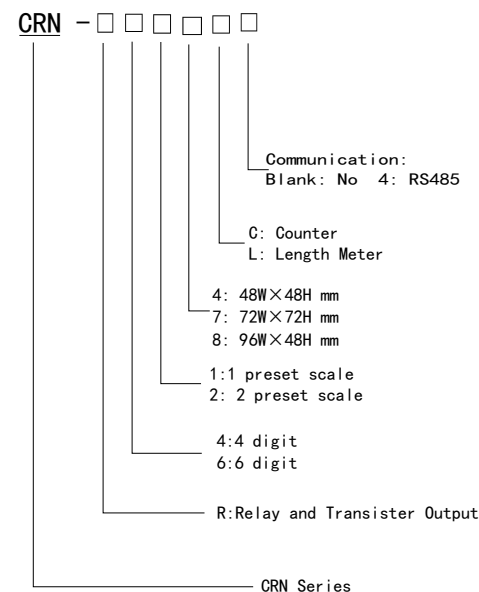 CRN - □ □ □ □ □ □
Communication:
Blank: No 4: RS485
C: Counter
L: Length Meter
4: 48W×48H mm
7: 72W×72H mm
8: 96W×48H mm
1:1 preset scale
2: 2 preset scale
4:4 digit
6:6 digit
R:Relay and Transister Output
CRN Series